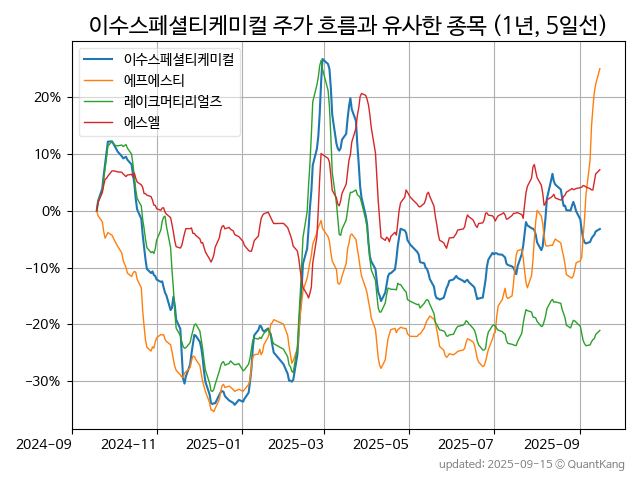 이수스페셜티케미컬 주가 흐름과 유사한 종목 (1년, 5일선)
이수스페셜티케미컬
에프에스티
레이크머티리얼즈
에스엘
20%
10%
0%
−10%
−20%
−30%
2024-09 2024-11 2025-01 2025-03 2025-05 2025-07 2025-09
updated: 2025-09-15 © QuantKang